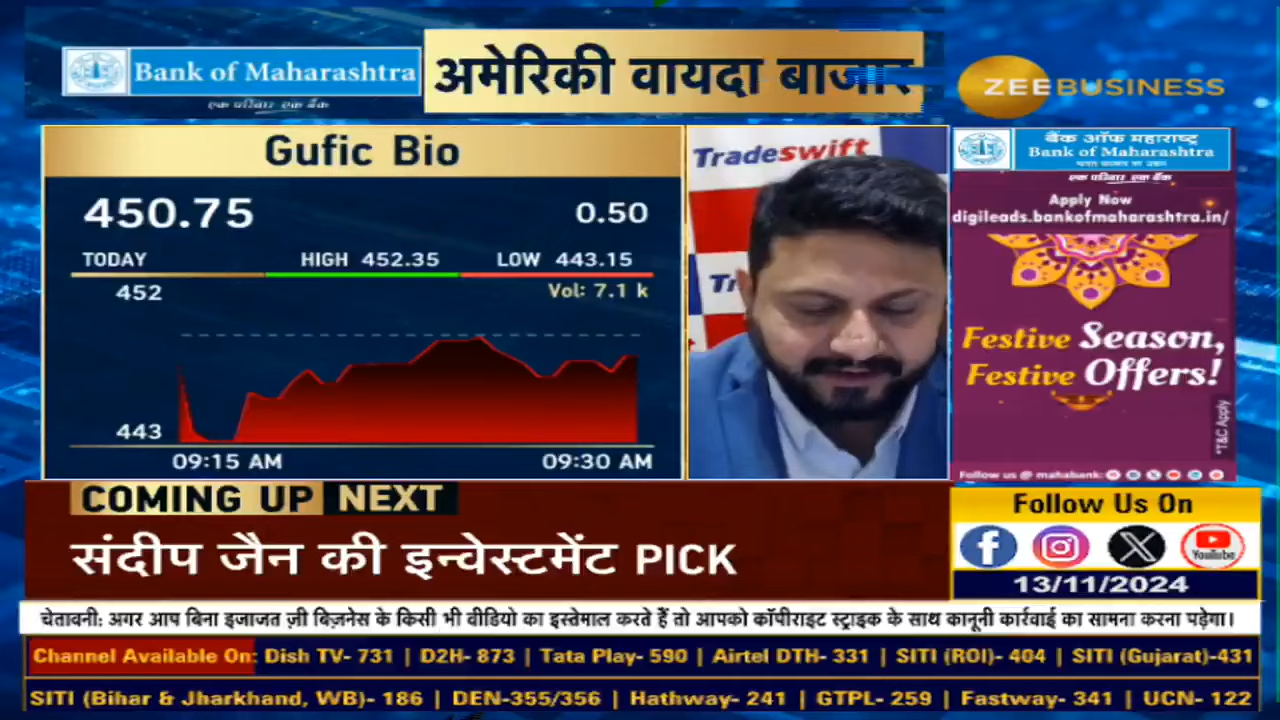 Bank of Maharashtra
एक परिवार एक बैंक
अमेरिकी वायदा बाजार
ZEEBUSINESS
Gufic Bio
450.75 0.50
TODAY HIGH 452.35 LOW 443.15
452 Vol: 7.1 k
443
09:15 AM 09:30 AM
Tradeswift
Tr
बैंक ऑफ महाराष्ट्र
Bank of Maharashtra
एक परिवार एक बैंक
Apply Now
digileads.bankofmaharashtra.in/
Festive Season,
Festive Offers!
*T&C Apply
Follow us @ mahabank:
COMING UP NEXT
संदीप जैन की इन्वेस्टमेंट PICK
Follow Us On
YouTube
13/11/2024
चेतावनी: अगर आप बिना इजाजत ज़ी बिज़नेस के किसी भी वीडियो का इस्तेमाल करते हैं तो आपको कॉपीराइट स्ट्राइक के साथ कानूनी कार्रवाई का सामना करना पड़ेगा।
Channel Available On: Dish TV- 731 | D2H- 873 | Tata Play- 590 | Airtel DTH- 331 | SITI (ROI)- 404 | SITI (Gujarat)-431
SITI (Bihar & Jharkhand, WB)- 186 | DEN-355/356 | Hathway- 241 | GTPL- 259 | Fastway- 341 | UCN- 122